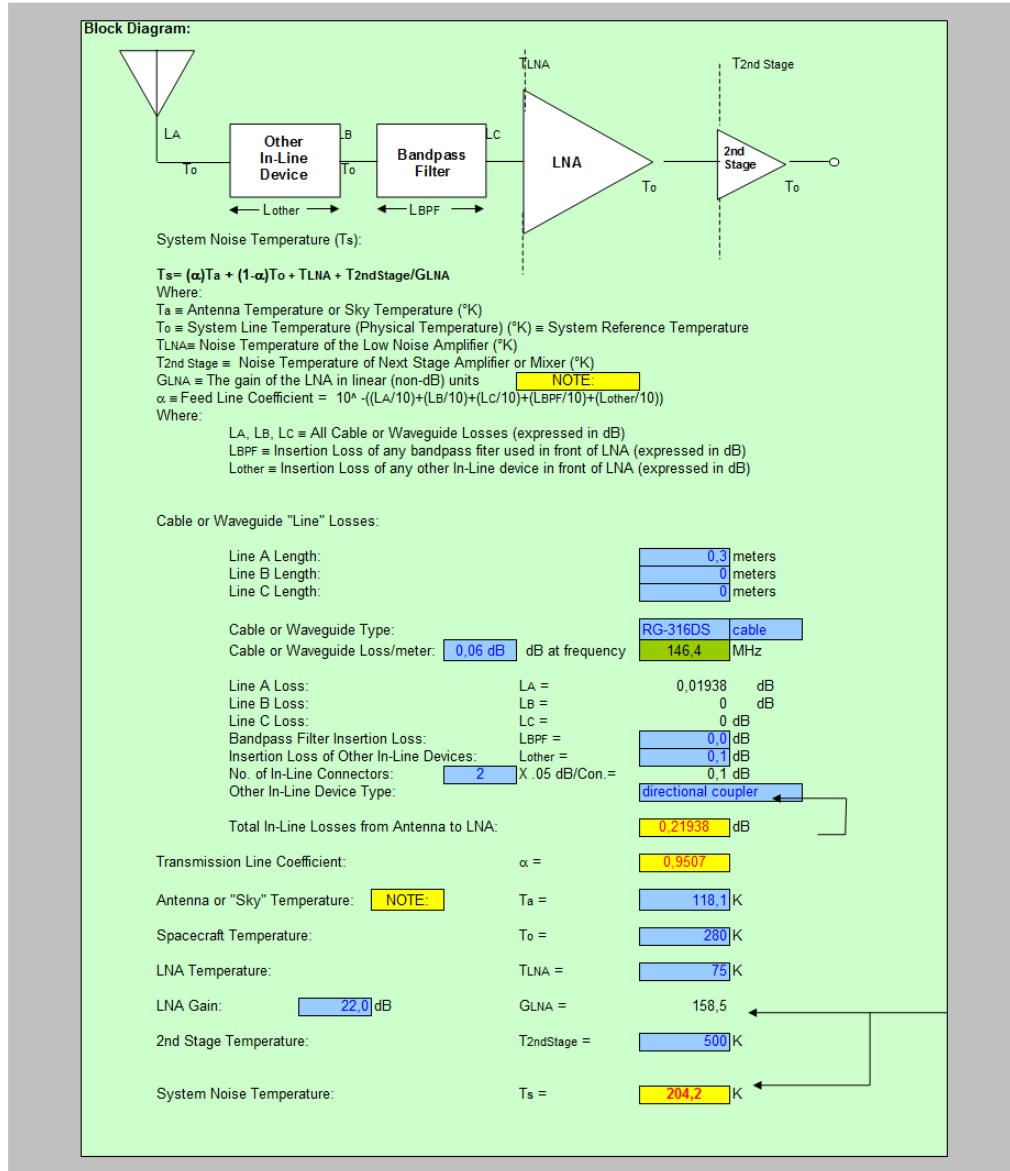 Block Diagram:
TLNA
T2nd Stage
LA
Other In-Line Device
LB
Bandpass Filter
LC
LNA
2nd Stage
To
To
To
To
Lother
LBPF
System Noise Temperature (Ts):
Ts= (α)Ta + (1-α)To + TLNA + T2ndStage/GLNA
Where:
Ta ≡ Antenna Temperature or Sky Temperature (°K)
To ≡ System Line Temperature (Physical Temperature) (°K) ≡ System Reference Temperature
TLNA≡ Noise Temperature of the Low Noise Amplifier (°K)
T2nd Stage ≡ Noise Temperature of Next Stage Amplifier or Mixer (°K)
GLNA ≡ The gain of the LNA in linear (non-dB) units NOTE:
α ≡ Feed Line Coefficient = 10^ -((LA/10)+(LB/10)+(LC/10)+(LBPF/10)+(Lother/10))
Where:
LA, LB, LC ≡ All Cable or Waveguide Losses (expressed in dB)
LBPF ≡ Insertion Loss of any bandpass fiter used in front of LNA (expressed in dB)
Lother ≡ Insertion Loss of any other In-Line device in front of LNA (expressed in dB)
Cable or Waveguide "Line" Losses:
Line A Length: 0,3 meters
Line B Length: 0 meters
Line C Length: 0 meters
Cable or Waveguide Type: RG-316DS cable
Cable or Waveguide Loss/meter: 0,06 dB dB at frequency 146,4 MHz
Line A Loss: LA = 0,01938 dB
Line B Loss: LB = 0 dB
Line C Loss: LC = 0 dB
Bandpass Filter Insertion Loss: LBPF = 0,0 dB
Insertion Loss of Other In-Line Devices: Lother = 0,1 dB
No. of In-Line Connectors: 2 X .05 dB/Con.= 0,1 dB
Other In-Line Device Type: directional coupler
Total In-Line Losses from Antenna to LNA: 0,21938 dB
Transmission Line Coefficient: α = 0,9507
Antenna or "Sky" Temperature: NOTE: Ta = 118,1 K
Spacecraft Temperature: To = 280 K
LNA Temperature: TLNA = 75 K
LNA Gain: 22,0 dB GLNA = 158,5
2nd Stage Temperature: T2ndStage = 500 K
System Noise Temperature: Ts = 204,2 K